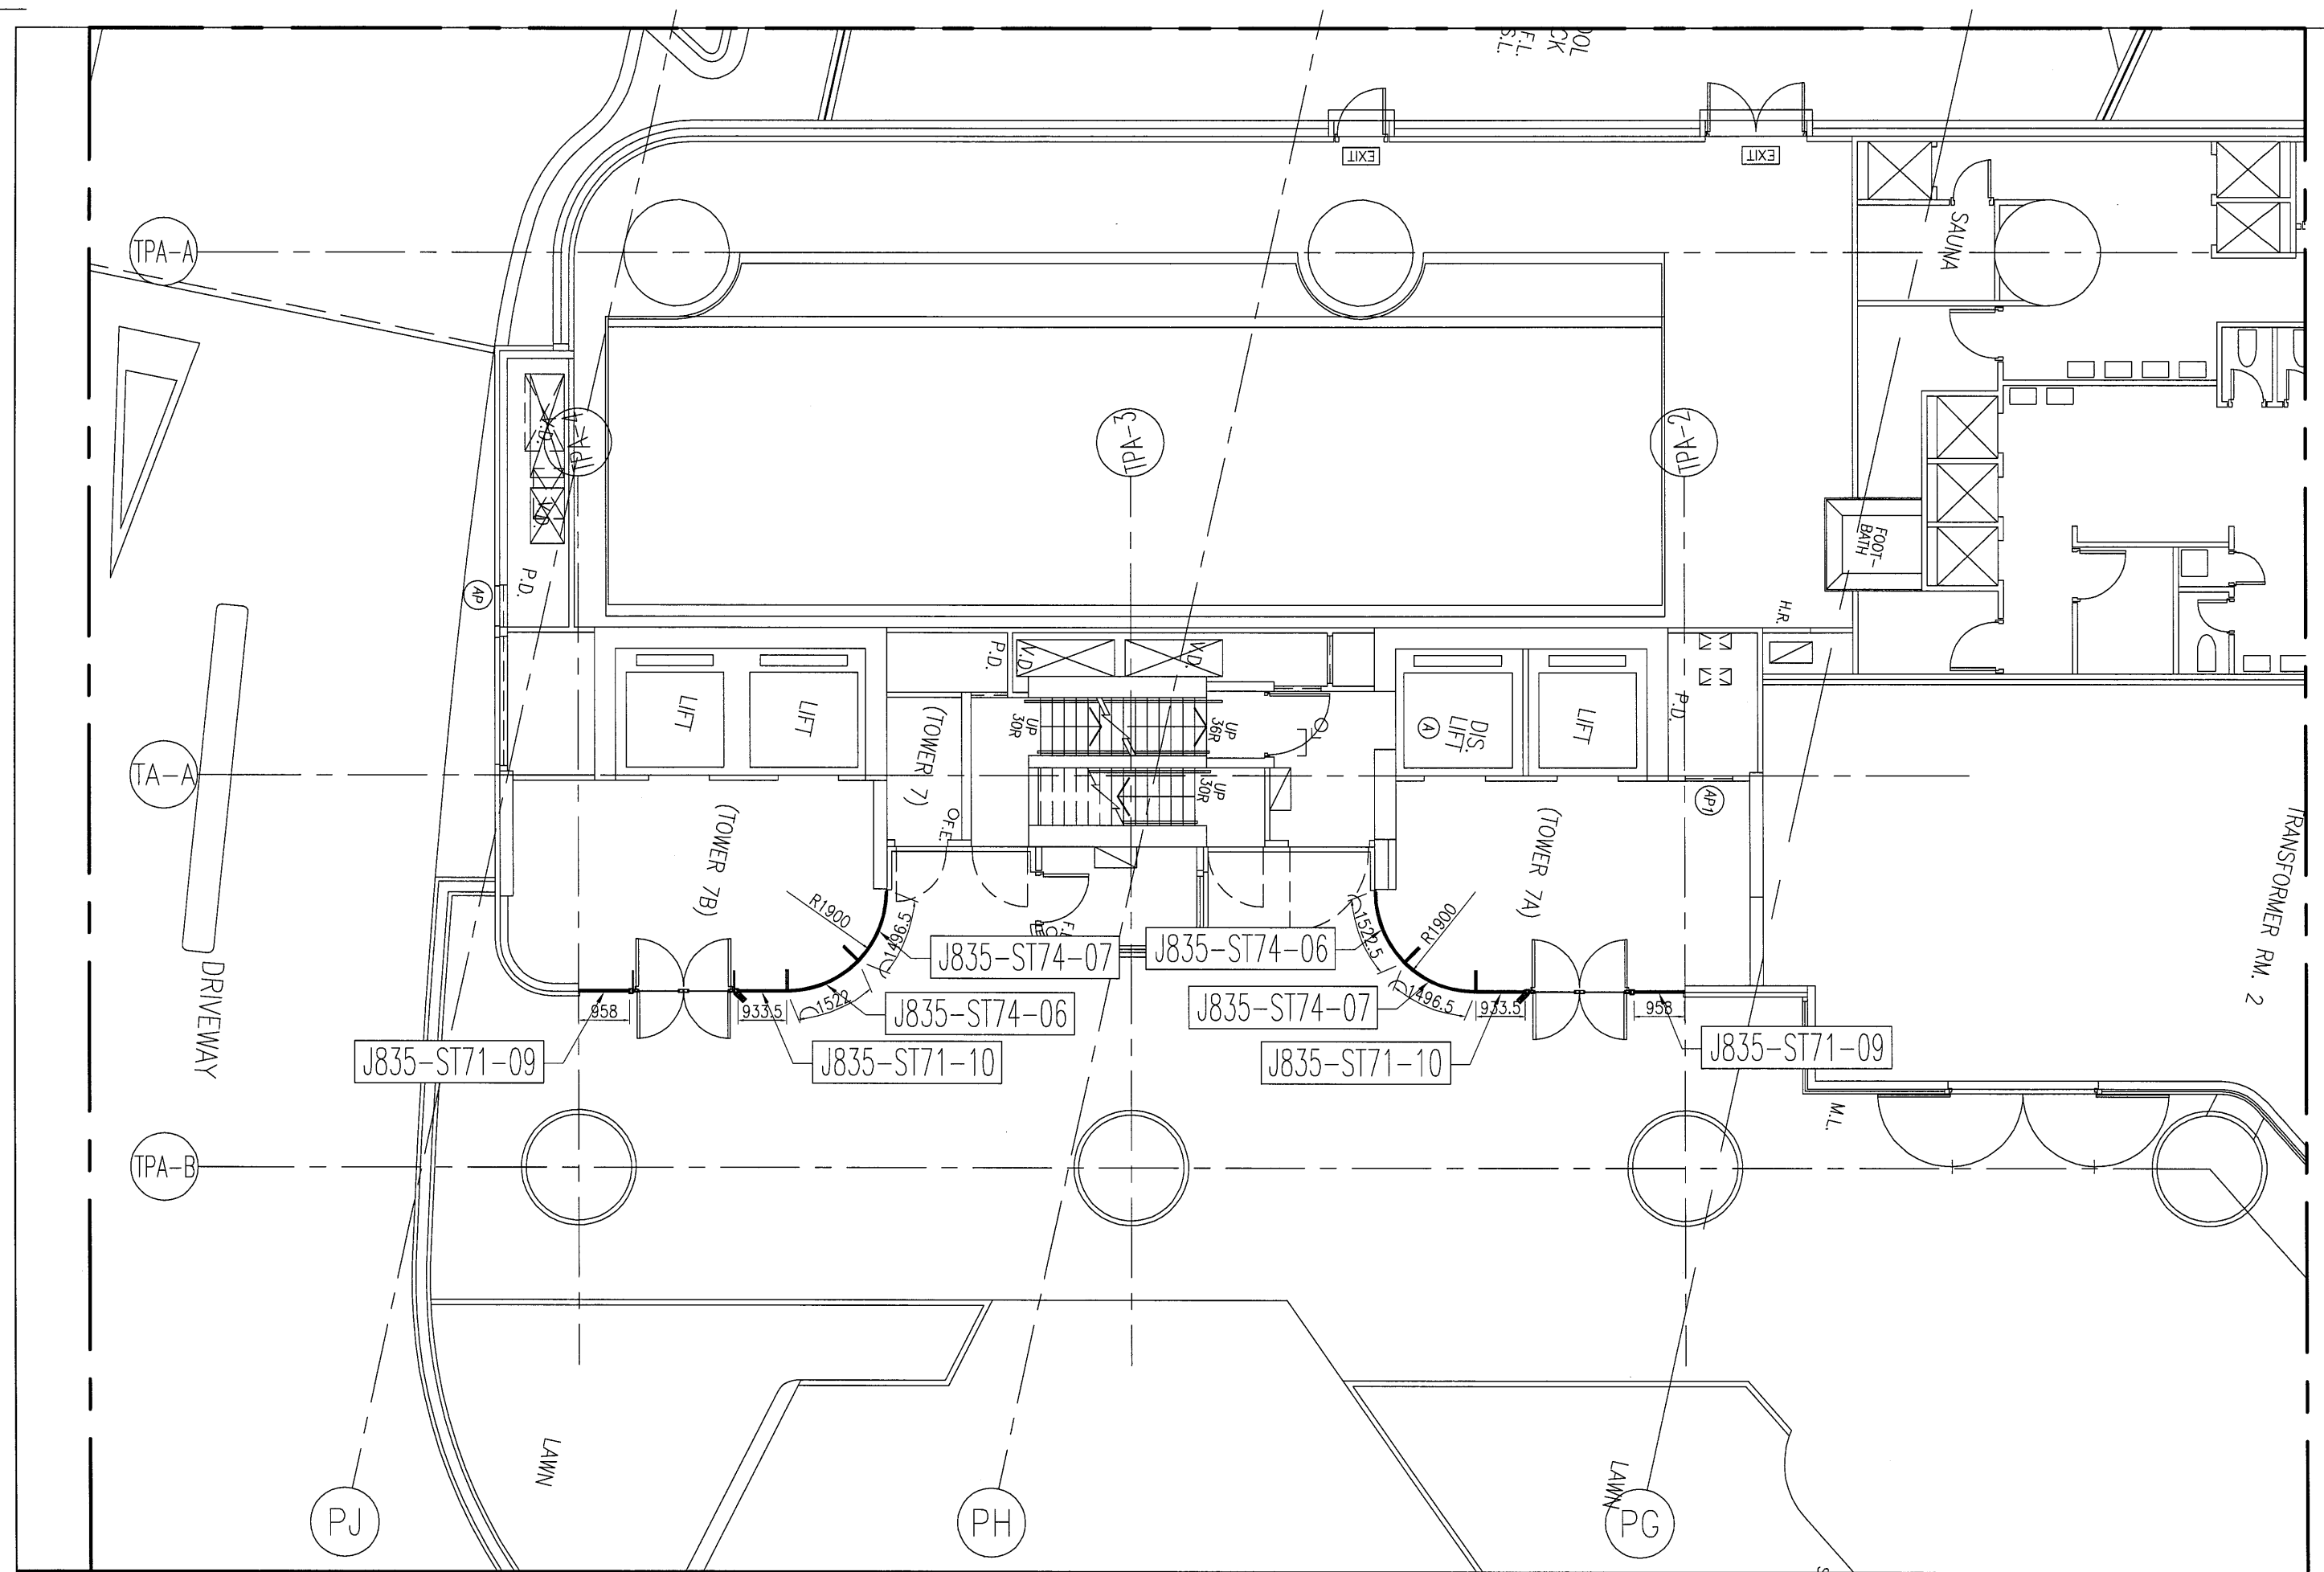 OOL
CK
F.L.
S.L.
EXIT
EXIT
SAUNA
TPA-A
TPA-4
TPA-3
TPA-2
V.D.
V.D.
P.D.
AP
FOOT-
BATH
H.R.
P.D.
V.D.
V.D.
P.D.
LIFT
LIFT
(TOWER 7)
UP
30R
UP
36R
UP
30R
DIS.
LIFT
A
LIFT
AP1
TA-A
F.E.
(TOWER 7B)
(TOWER 7A)
TRANSFORMER RM. 2
R1900
R1900
1496.5
1522.5
J835-ST74-07
J835-ST74-06
958
933.5
1522
J835-ST74-06
J835-ST74-07
1496.5
933.5
958
J835-ST71-09
J835-ST71-10
J835-ST71-10
J835-ST71-09
DRIVEWAY
M.L.
TPA-B
LAWN
LAWN
PJ
PH
PG